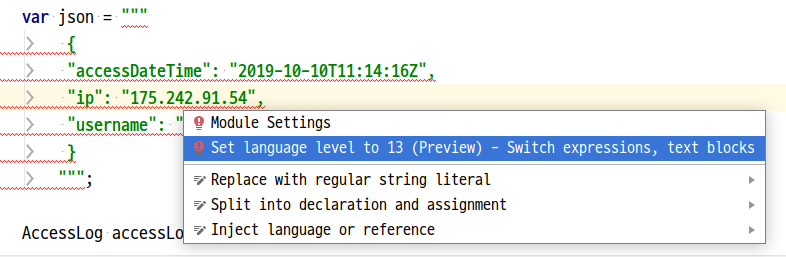 var json = """
{
"accessDateTime": "2019-10-10T11:14:16Z",
"ip": "175.242.91.54",
"username": "
}
""";
AccessLog accessLo
Module Settings
Set language level to 13 (Preview) - Switch expressions, text blocks
Replace with regular string literal
Split into declaration and assignment
Inject language or reference